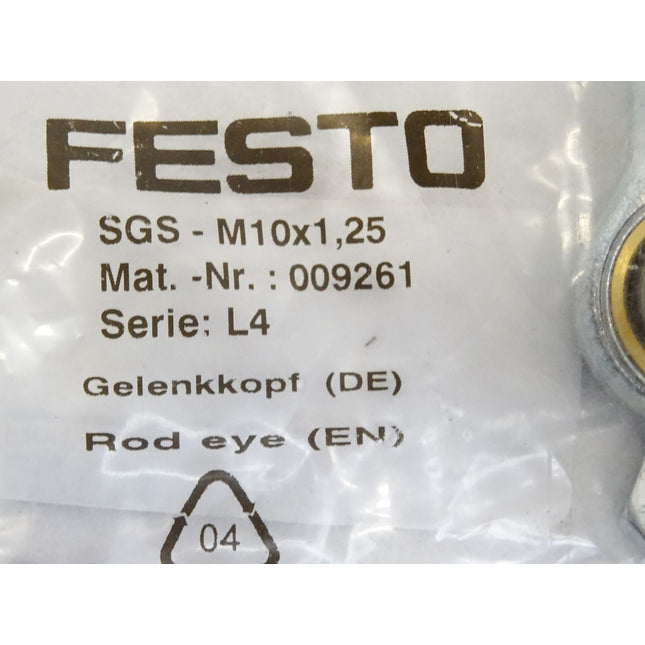 FESTO
SGS - M10x1,25
Mat. -Nr. : 009261
Serie: L4
Gelenkkopf (DE)
Rod eye (EN)
04